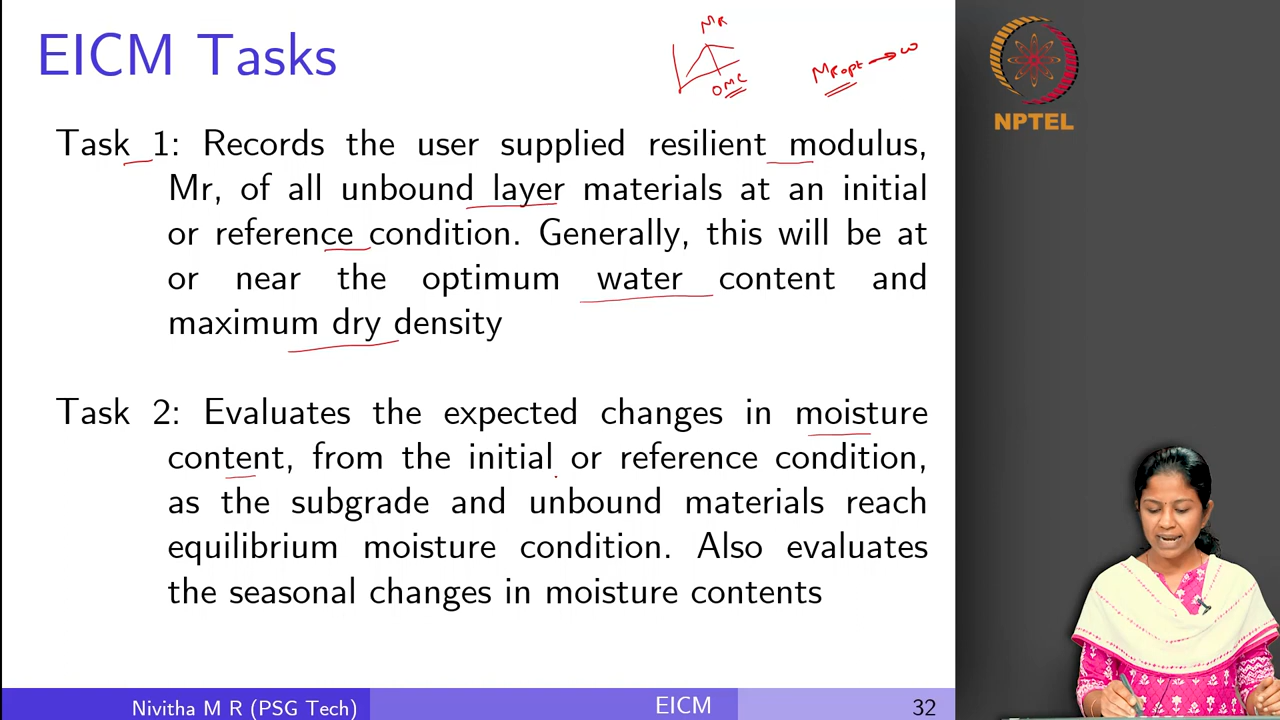 EICM Tasks
MR
OMC
MRopt → ω
NPTEL
Task 1: Records the user supplied resilient modulus,
Mr, of all unbound layer materials at an initial
or reference condition. Generally, this will be at
or near the optimum water content and
maximum dry density
Task 2: Evaluates the expected changes in moisture
content, from the initial or reference condition,
as the subgrade and unbound materials reach
equilibrium moisture condition. Also evaluates
the seasonal changes in moisture contents
Nivitha M R (PSG Tech) EICM 32